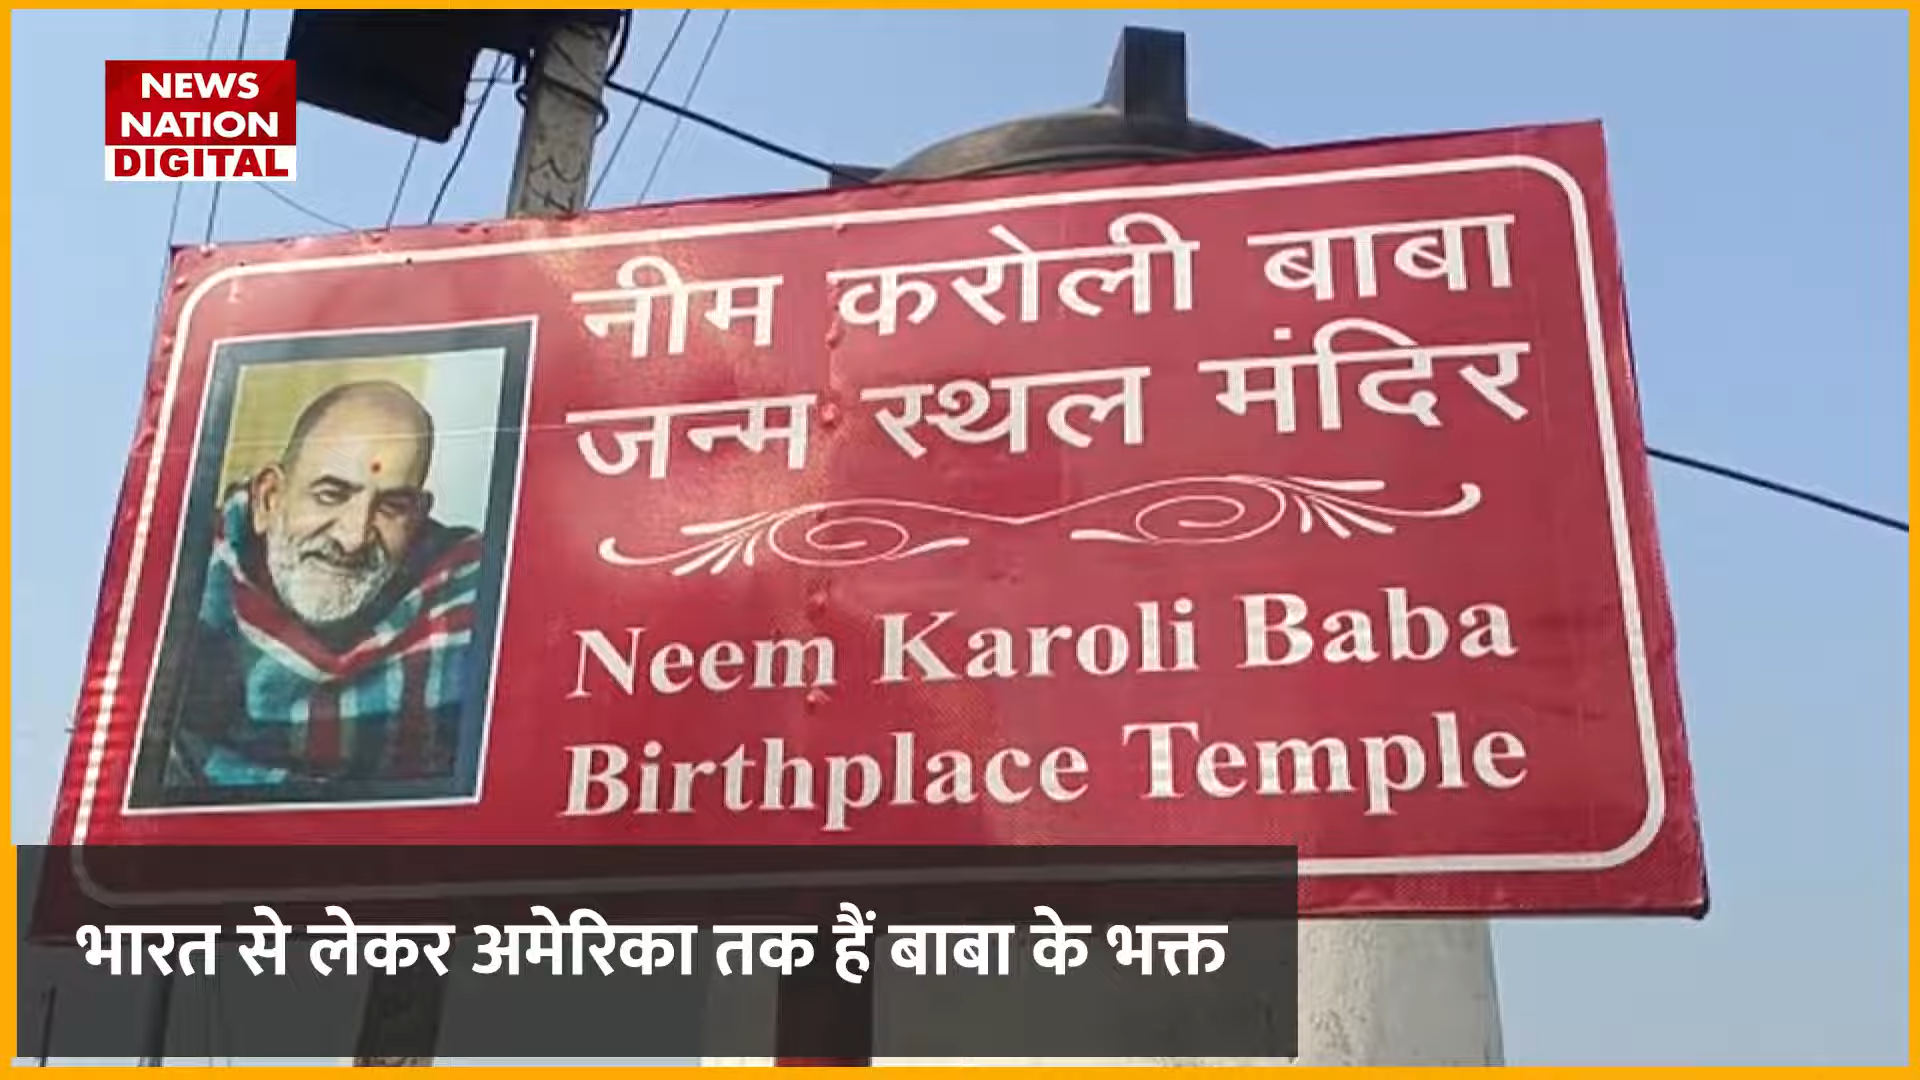 NEWS
NATION
DIGITAL
नीम करोली बाबा
जन्म स्थल मंदिर
Neem Karoli Baba
Birthplace Temple
भारत से लेकर अमेरिका तक हैं बाबा के भक्त